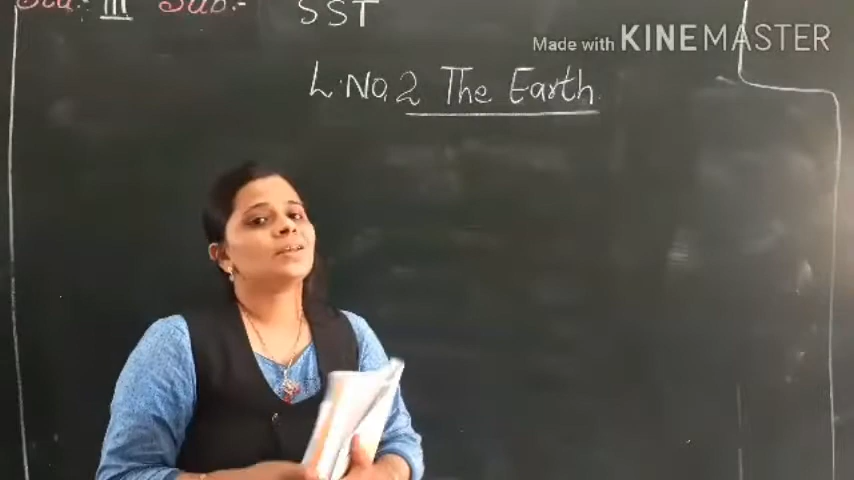 Std:- III Sub:- SST
Made with KINEMASTER
L.No.2 The Earth.